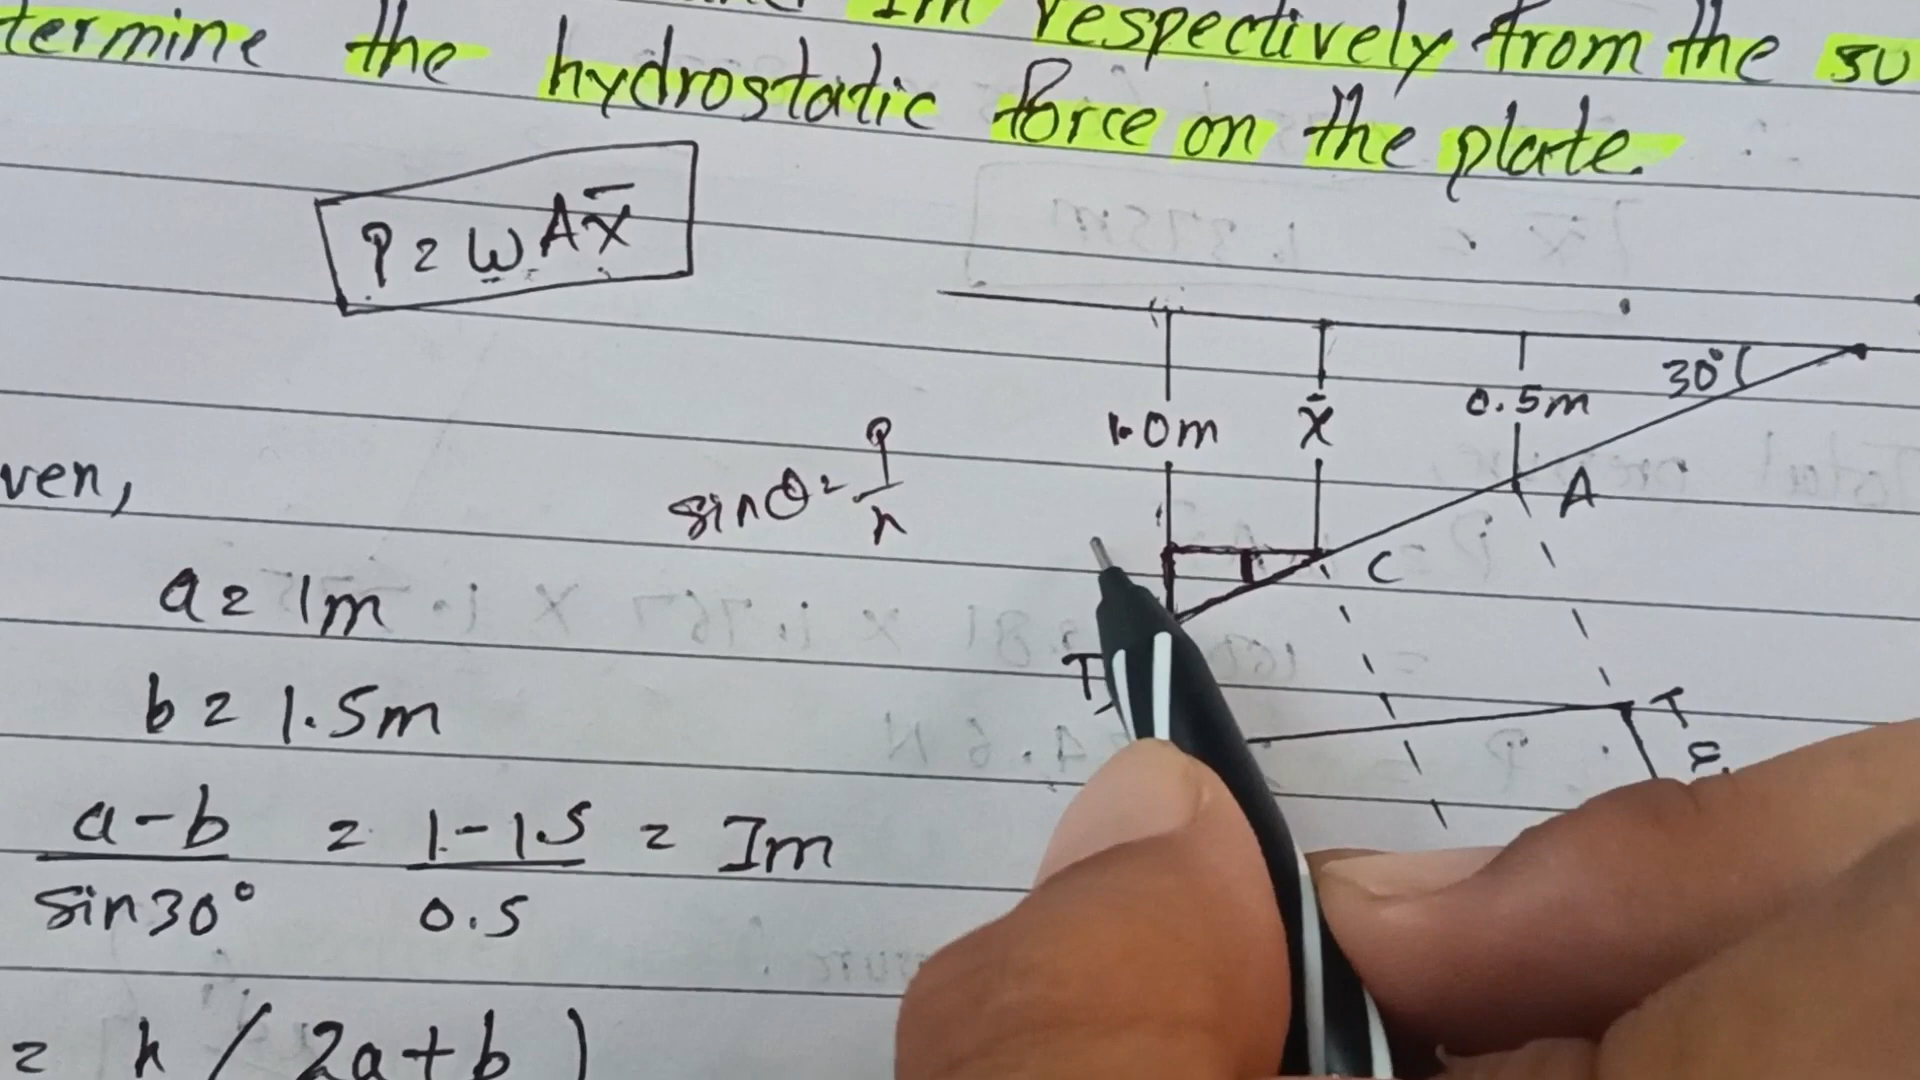 1m respectively from the su
termine the hydrostatic force on the plate.
P = ω A x̄
1.0m x̄ 0.5m 30°
sinθ = P/h
A
C
ven,
a = 1m
b = 1.5m
a-b / sin30° = 1-1.5 / 0.5 = 1m
= h / 2a+b )